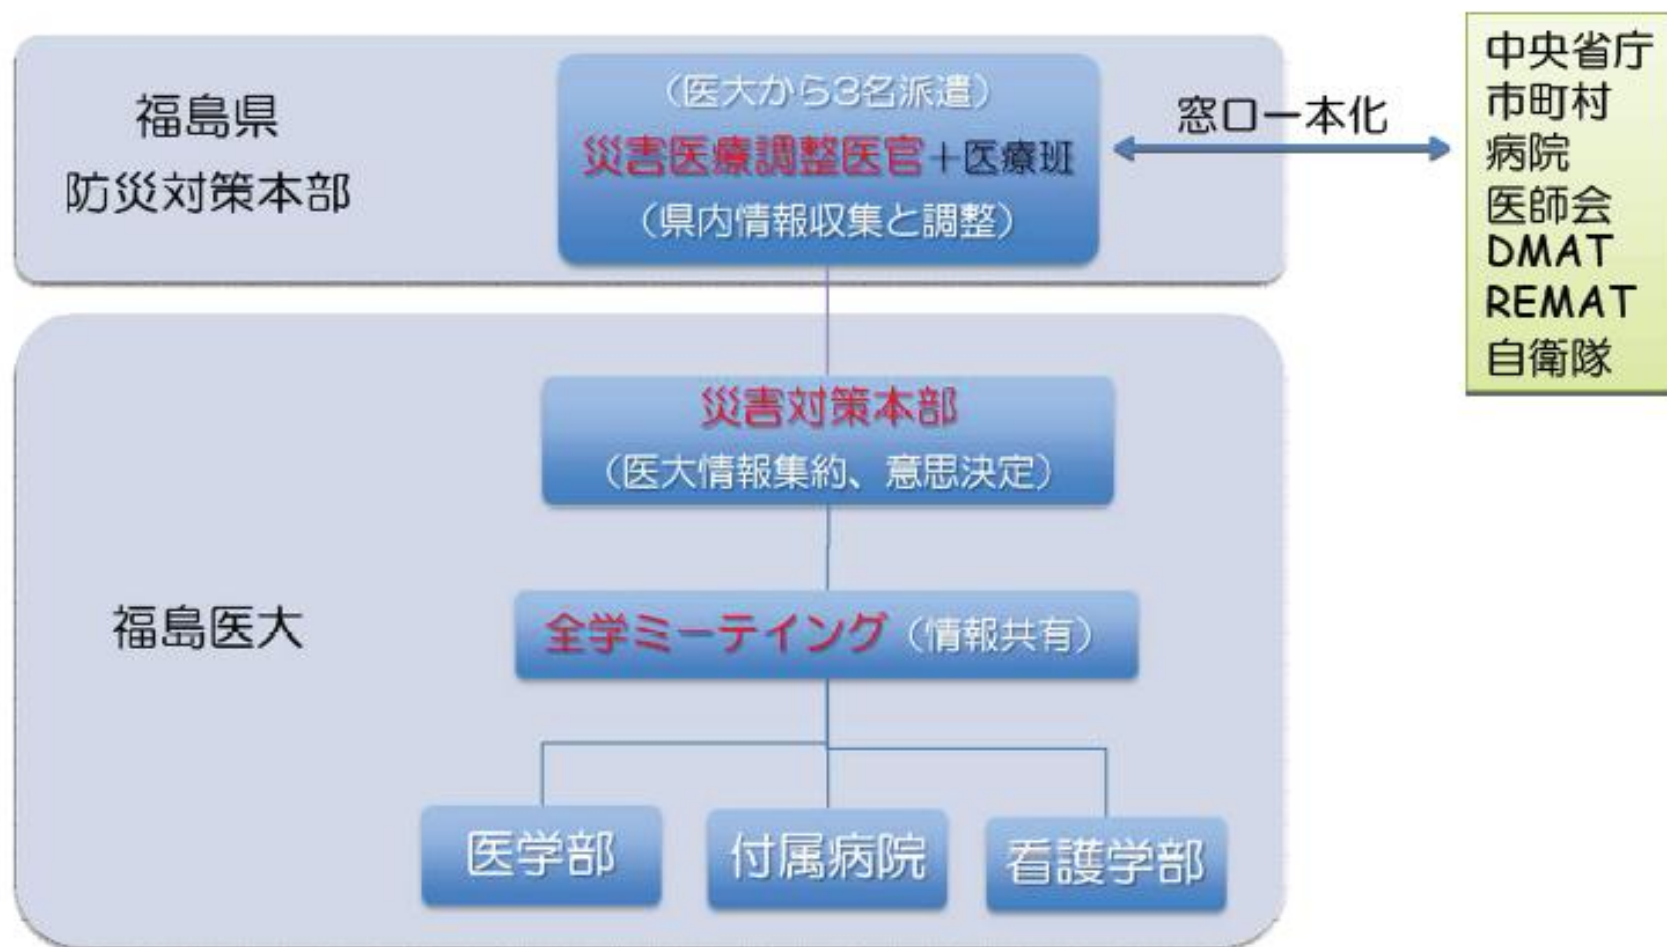 福島県
防災対策本部
（医大から3名派遣）
災害医療調整医官＋医療班
（県内情報収集と調整）
窓口一本化
中央省庁
市町村
病院
医師会
DMAT
REMAT
自衛隊
福島医大
災害対策本部
（医大情報集約、意思決定）
全学ミーテイング（情報共有）
医学部
付属病院
看護学部